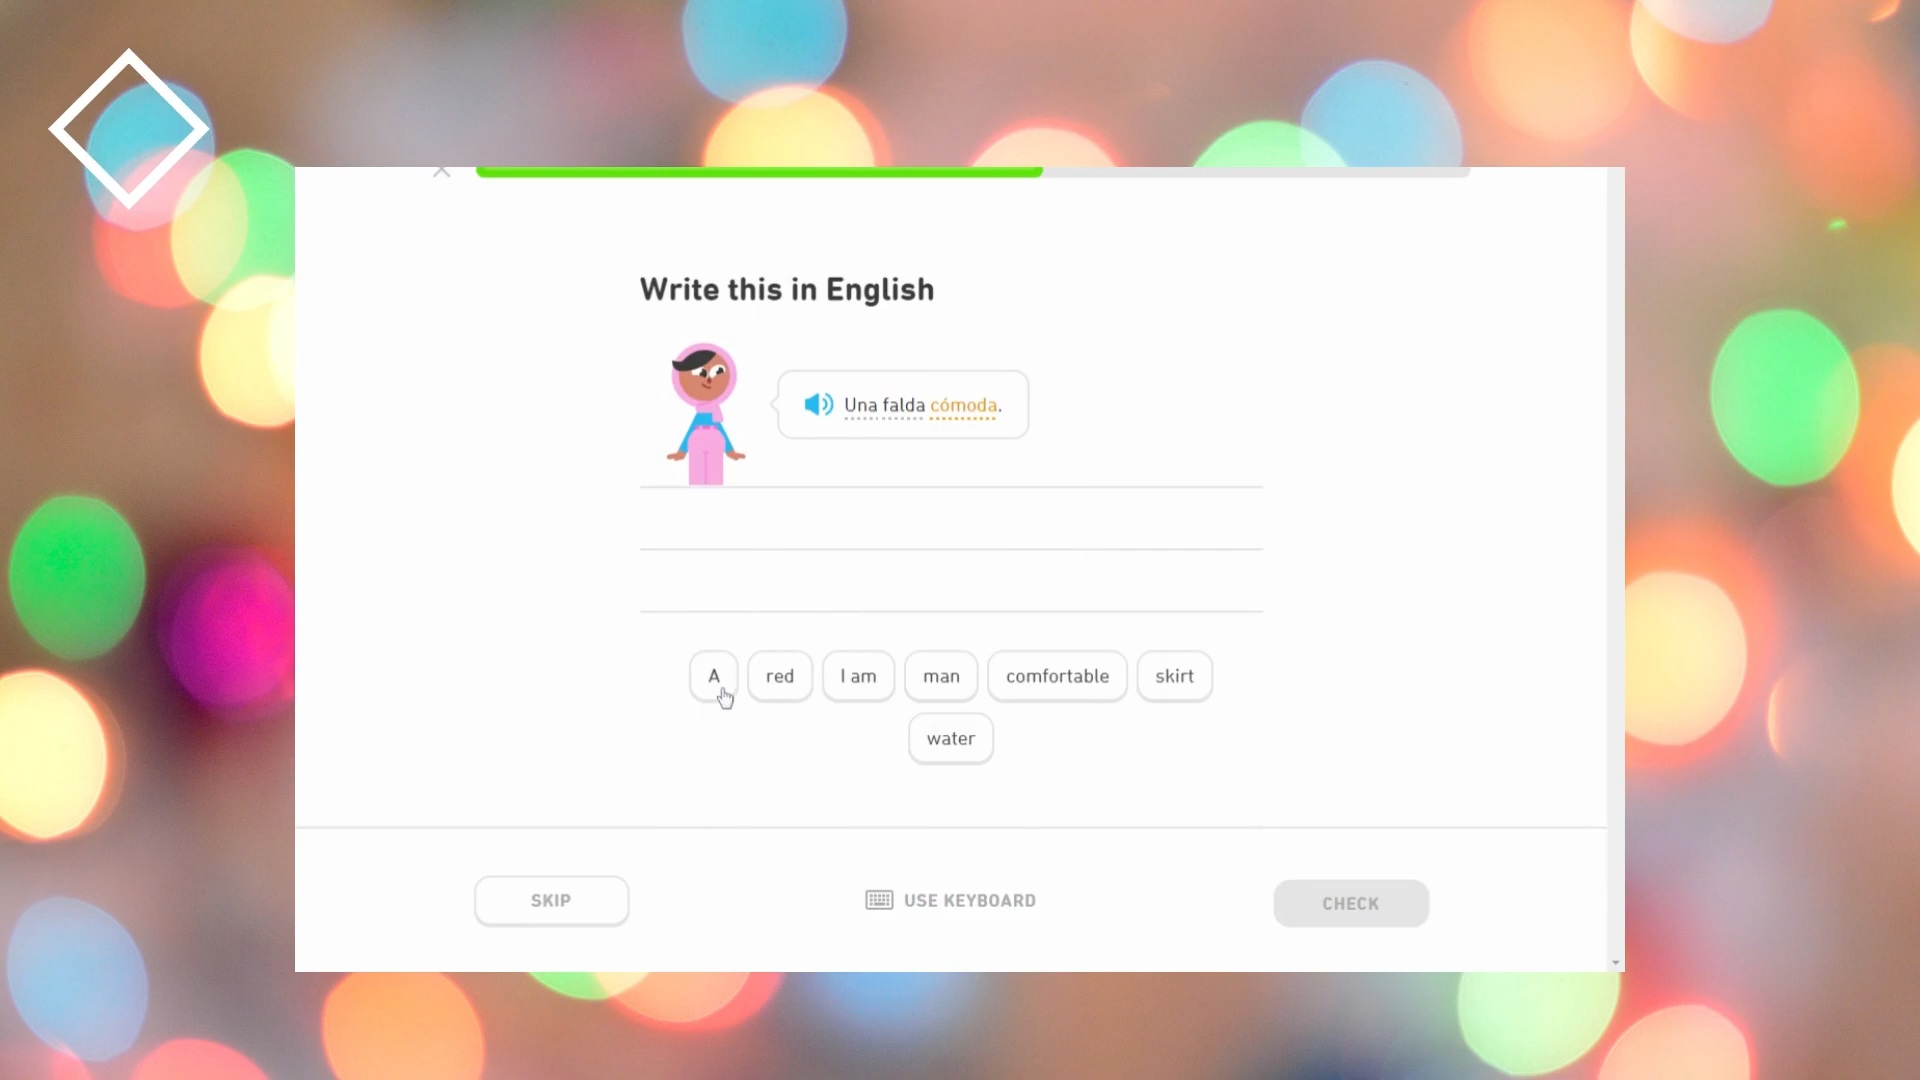 Write this in English
Una falda cómoda.
A red I am man comfortable skirt
water
SKIP USE KEYBOARD CHECK